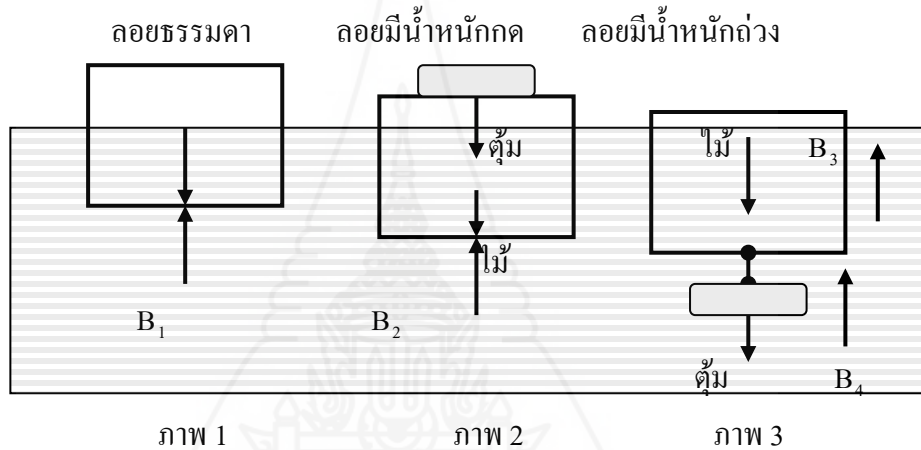 ลอยธรรมดา ลอยมีน้ำหนักกด ลอยมีน้ำหนักถ่วง
ตุ้ม ไม้ B3
ไม้
B1 B2
ตุ้ม B4
ภาพ 1 ภาพ 2 ภาพ 3